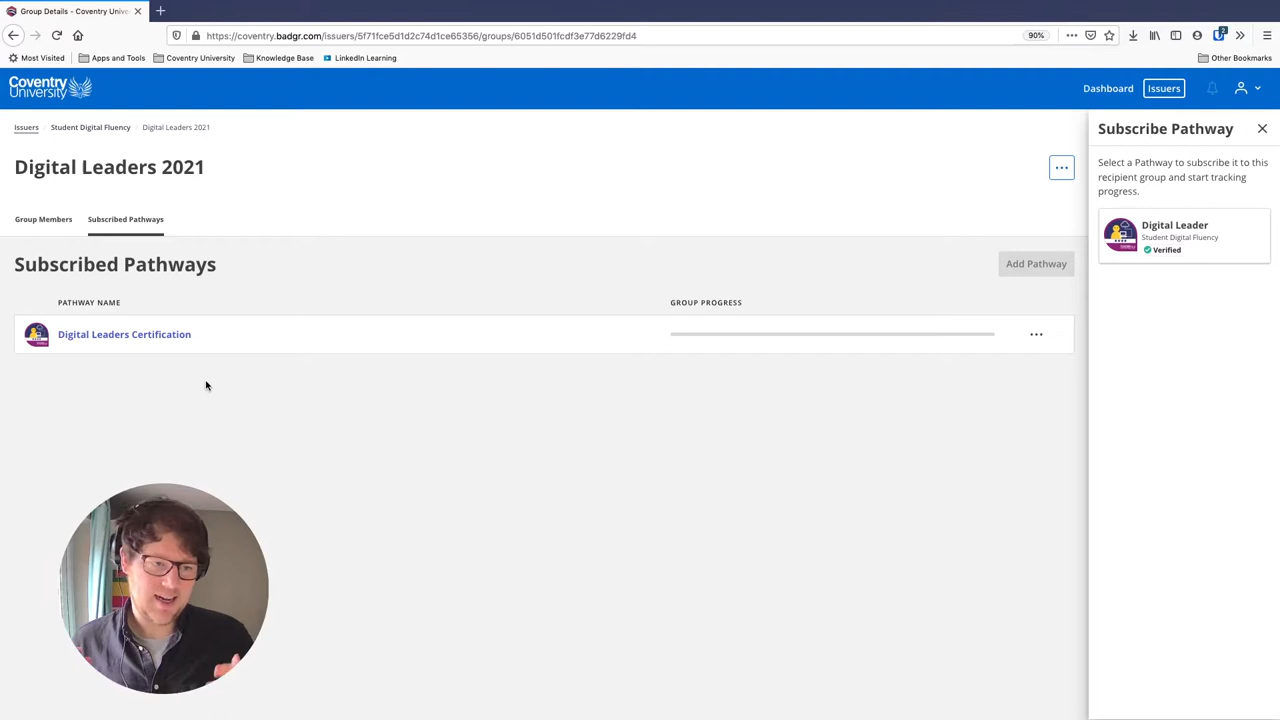 Group Details - Coventry Unive
https://coventry.badgr.com/issuers/5f71fce5d1d2c74d1ce65356/groups/6051d501fcdf3e77d6229fd4
90%
2
Most Visited
Apps and Tools
Coventry University
Knowledge Base
LinkedIn Learning
Other Bookmarks
Coventry
University
Dashboard
Issuers
Issuers / Student Digital Fluency / Digital Leaders 2021
Digital Leaders 2021
Group Members
Subscribed Pathways
Subscribed Pathways
Add Pathway
PATHWAY NAME
GROUP PROGRESS
Digital Leaders Certification
Subscribe Pathway
Select a Pathway to subscribe it to this
recipient group and start tracking
progress.
Digital Leader
Student Digital Fluency
Verified